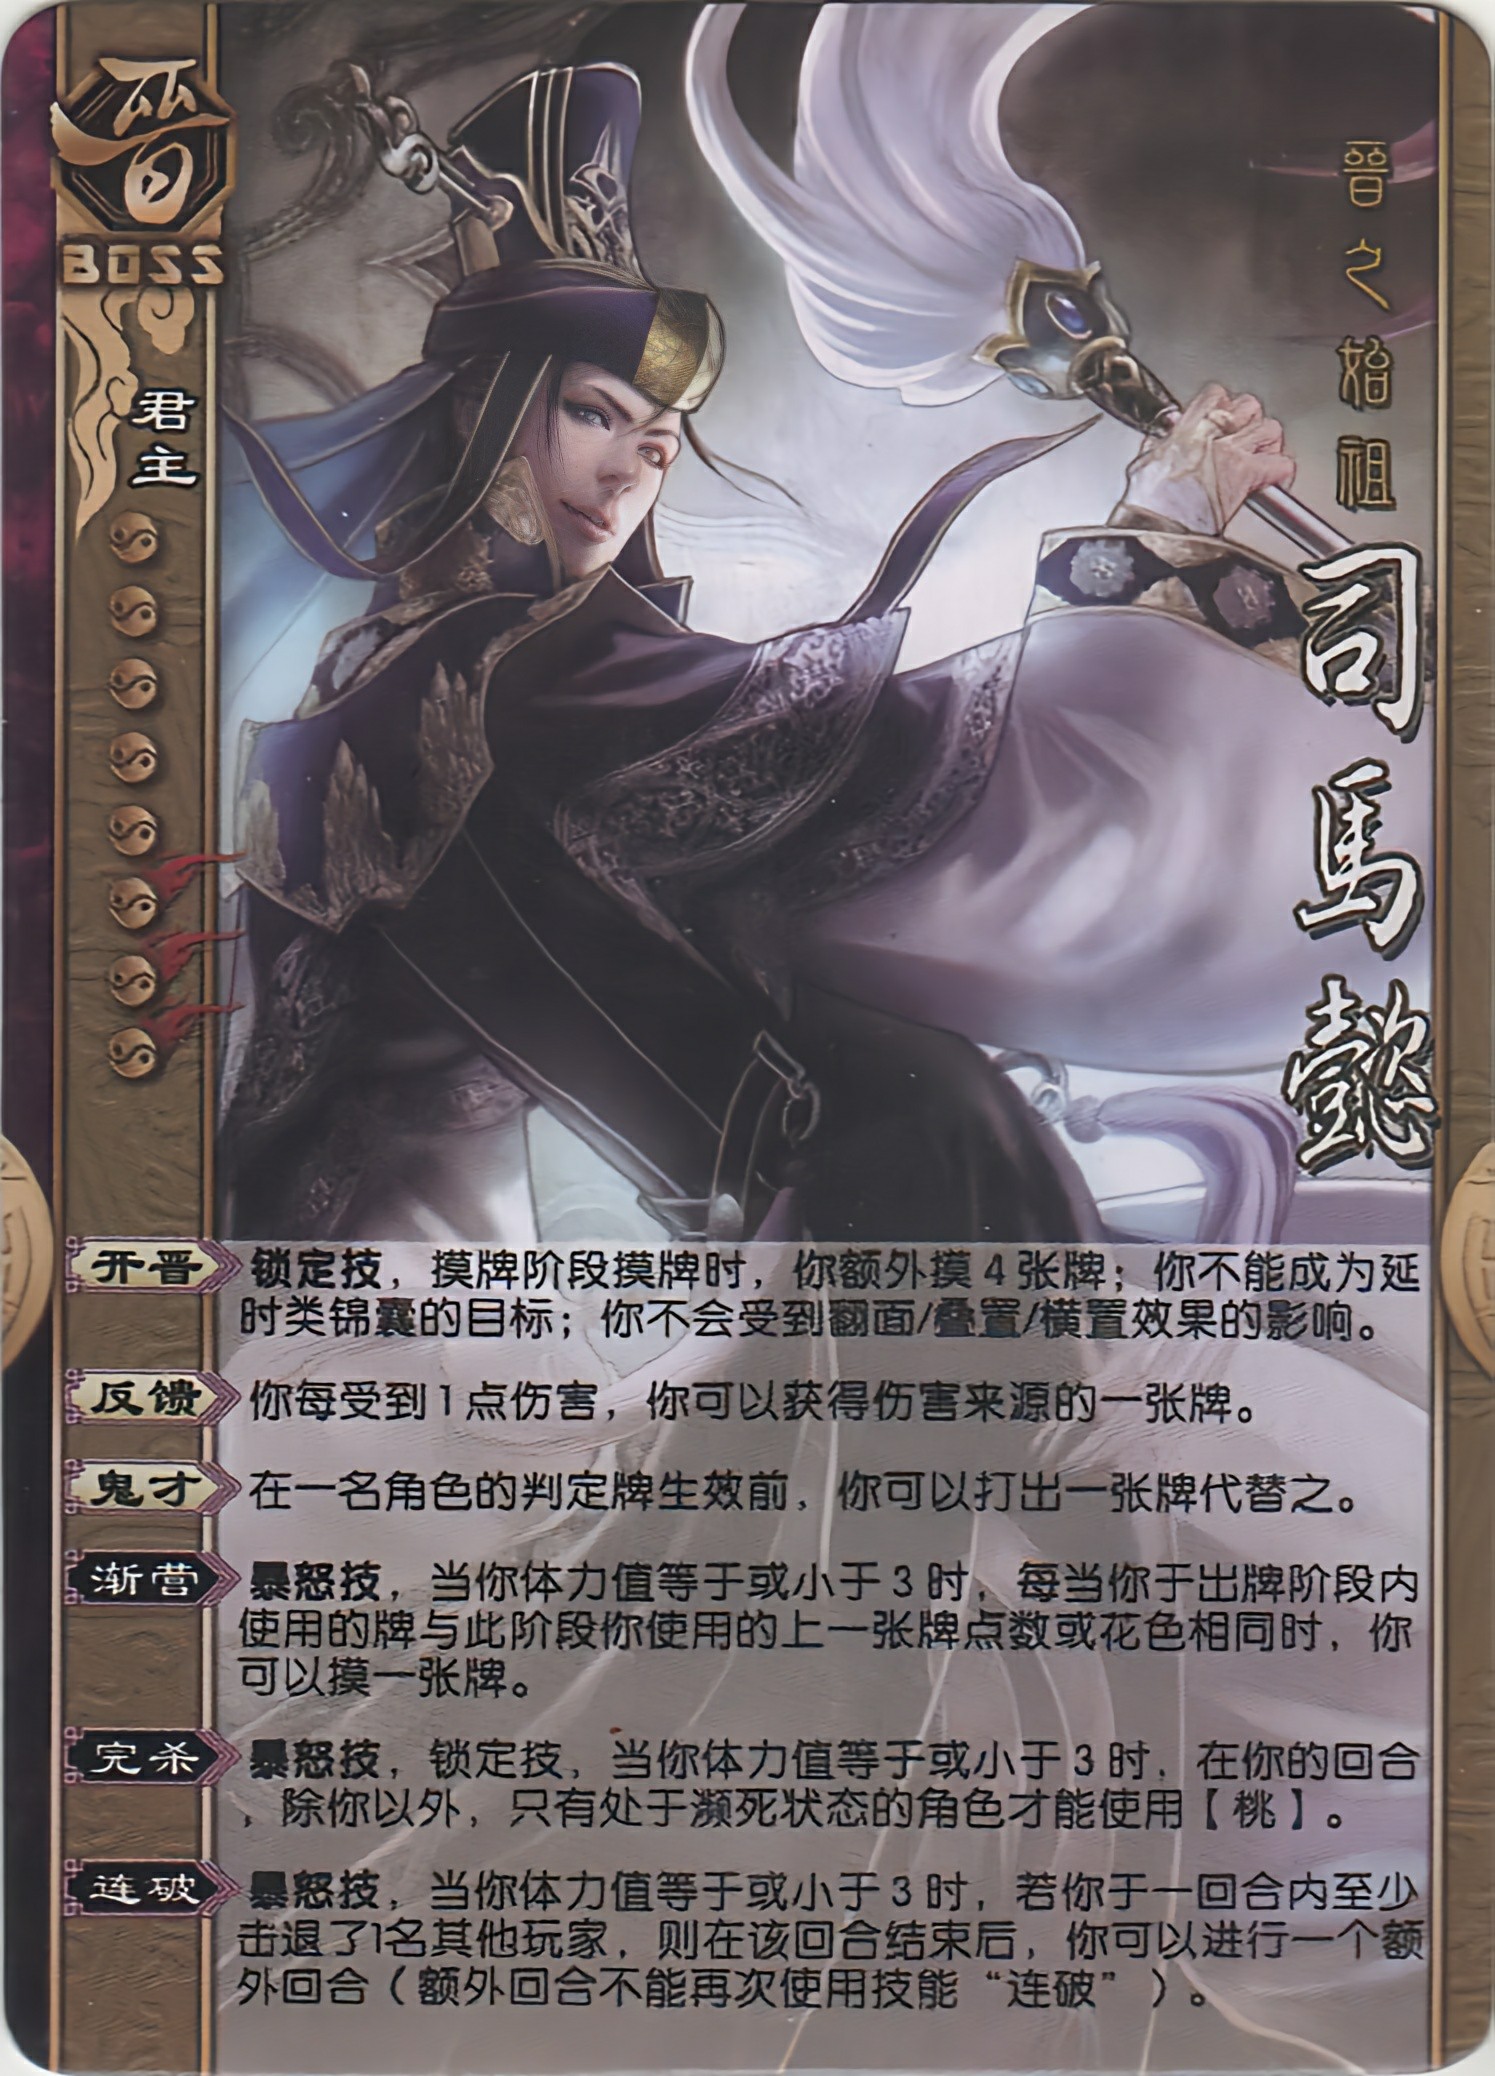 晋
BOSS
君主
晋之始祖
司馬懿
开晋
锁定技，摸牌阶段摸牌时，你额外摸4张牌；你不能成为延
时类锦囊的目标；你不会受到翻面/叠置/横置效果的影响。
反馈
你每受到1点伤害，你可以获得伤害来源的一张牌。
鬼才
在一名角色的判定牌生效前，你可以打出一张牌代替之。
渐营
暴怒技，当你体力值等于或小于3时，每当你于出牌阶段内
使用的牌与此阶段你使用的上一张牌点数或花色相同时，你
可以摸一张牌。
完杀
暴怒技，锁定技，当你体力值等于或小于3时，在你的回合
，除你以外，只有处于濒死状态的角色才能使用【桃】。
连破
暴怒技，当你体力值等于或小于3时，若你于一回合内至少
击退了1名其他玩家，则在该回合结束后，你可以进行一个额
外回合（额外回合不能再次使用技能“连破”）。